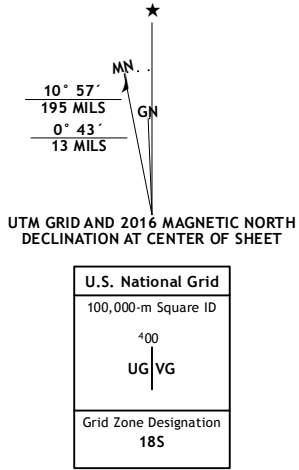 ★
MN
10° 57´
195 MILS
GN
0° 43´
13 MILS
UTM GRID AND 2016 MAGNETIC NORTH
DECLINATION AT CENTER OF SHEET
U.S. National Grid
100,000-m Square ID
⁴00
UG VG
Grid Zone Designation
18S